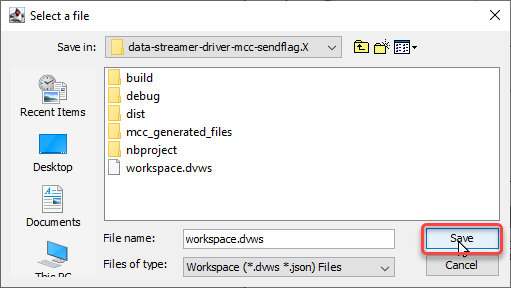 Select a file
Save in: data-streamer-driver-mcc-sendflag.X
Recent Items
Desktop
Documents
This PC
build
debug
dist
mcc_generated_files
nbproject
workspace.dvws
File name: workspace.dvws Save
Files of type: Workspace (*.dvws *.json) Files Cancel